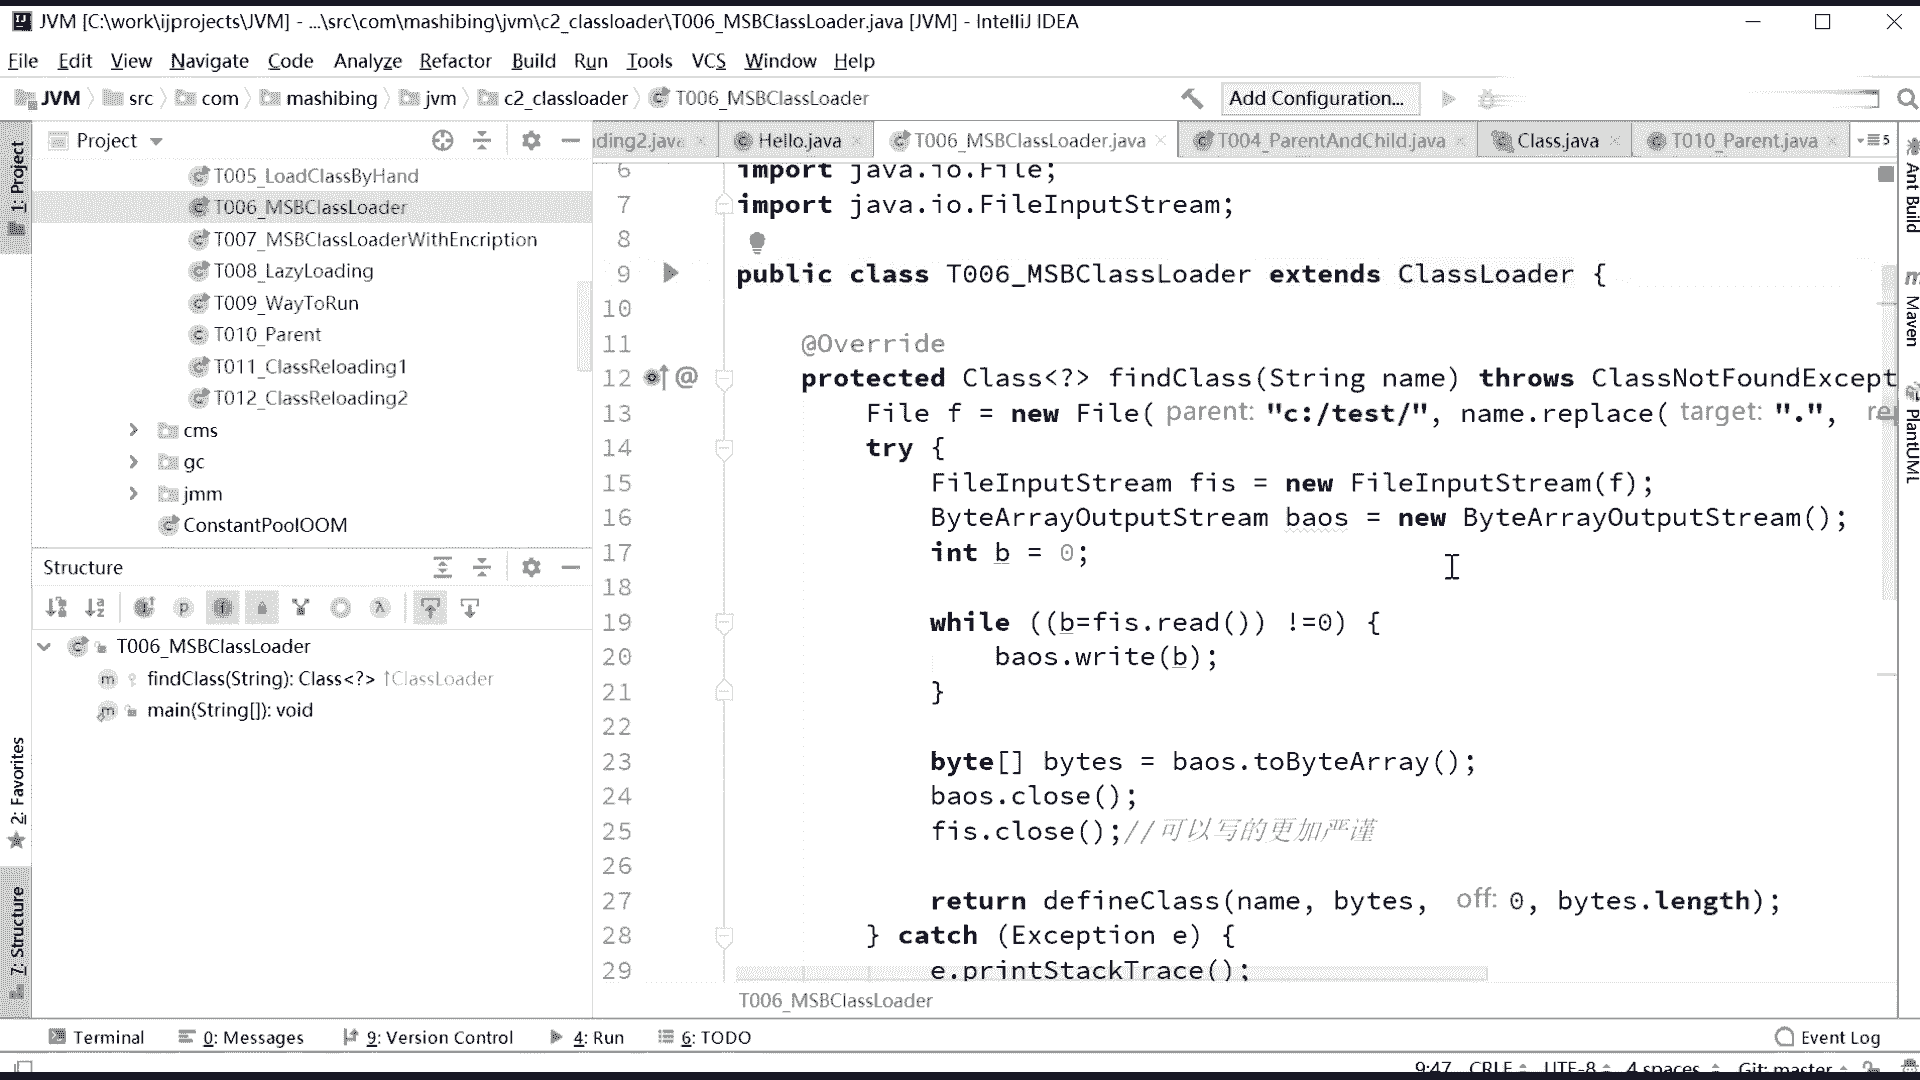 JVM [C:\work\ijprojects\JVM] - ...\src\com\mashibing\jvm\c2_classloader\T006_MSBClassLoader.java [JVM] - IntelliJ IDEA
File Edit View Navigate Code Analyze Refactor Build Run Tools VCS Window Help
JVM src com mashibing jvm c2_classloader T006_MSBClassLoader Add Configuration...
Project
ding2.java Hello.java T006_MSBClassLoader.java T004_ParentAndChild.java Class.java T010_Parent.java 5
1: Project
T005_LoadClassByHand
T006_MSBClassLoader
T007_MSBClassLoaderWithEncription
T008_LazyLoading
T009_WayToRun
T010_Parent
T011_ClassReloading1
T012_ClassReloading2
cms
gc
jmm
ConstantPoolOOM
Structure
T006_MSBClassLoader
findClass(String): Class<?> ↑ClassLoader
main(String[]): void
2: Favorites
7: Structure
6 import java.io.File;
7 import java.io.FileInputStream;
8
9 public class T006_MSBClassLoader extends ClassLoader {
10
11 @Override
12 protected Class<?> findClass(String name) throws ClassNotFoundExcept
13 File f = new File( parent: "c:/test/", name.replace( target: ".", rep
14 try {
15 FileInputStream fis = new FileInputStream(f);
16 ByteArrayOutputStream baos = new ByteArrayOutputStream();
17 int b = 0;
18
19 while ((b=fis.read()) !=0) {
20 baos.write(b);
21 }
22
23 byte[] bytes = baos.toByteArray();
24 baos.close();
25 fis.close();//可以写的更加严谨
26
27 return defineClass(name, bytes, off: 0, bytes.length);
28 } catch (Exception e) {
29 e.printStackTrace();
T006_MSBClassLoader
Ant Build
Maven
PlantUML
Terminal 0: Messages 9: Version Control 4: Run 6: TODO Event Log
9:47 CRLF UTF-8 4 spaces Git: master